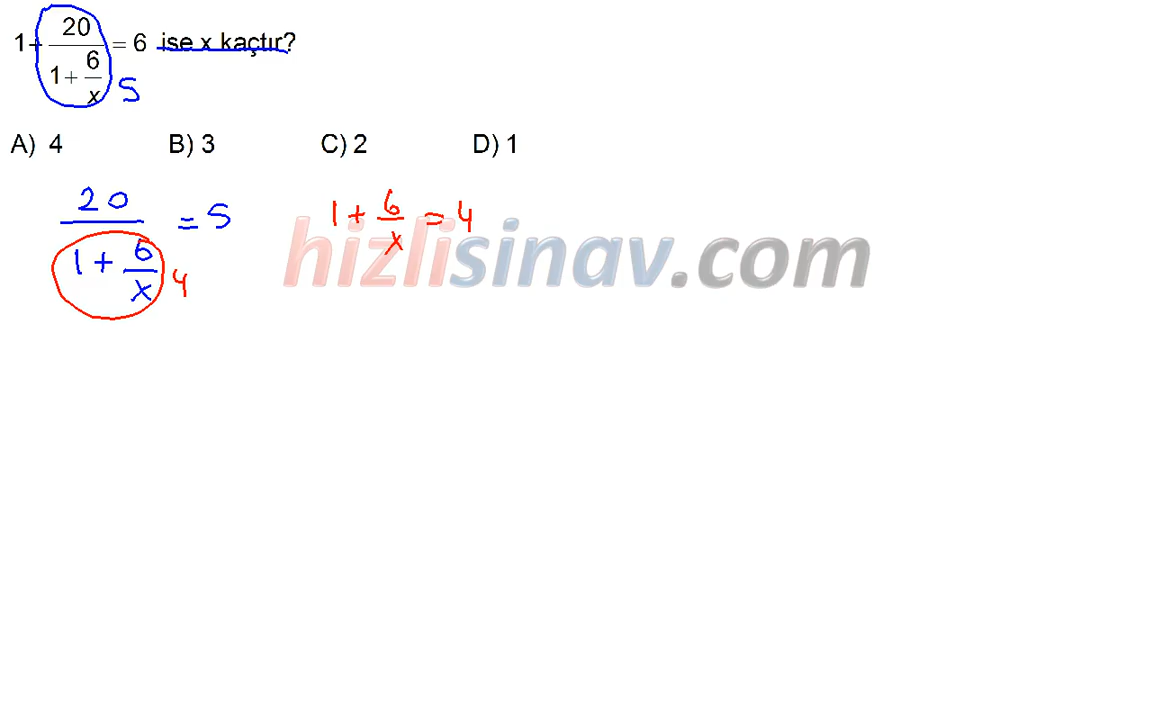 1+ 20 / (1 + 6/x) = 6 ise x kaçtır?
5
A) 4 B) 3 C) 2 D) 1
20 / (1 + 6/x) = 5
4
1 + 6/x = 4
hizlisinav.com